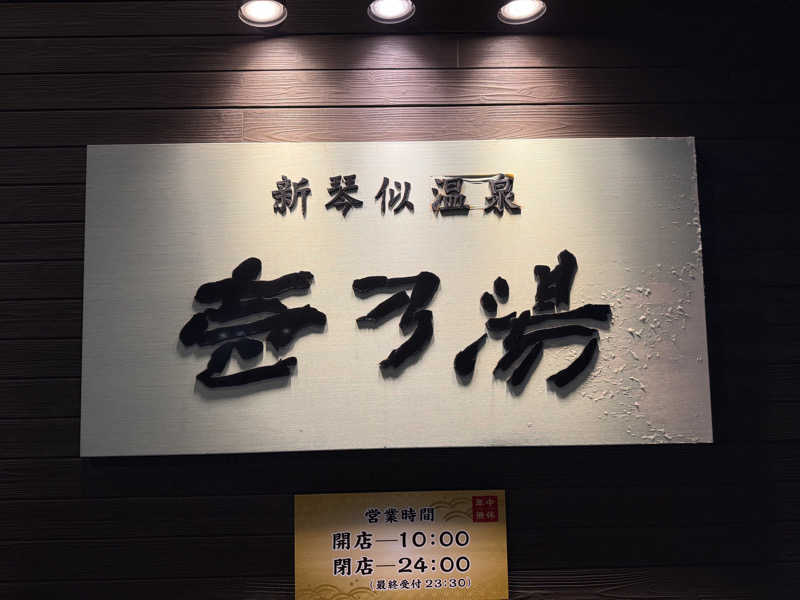 新琴似温泉
壱乃湯
営業時間
年中
無休
開店—10:00
閉店—24:00
(最終受付 23:30)